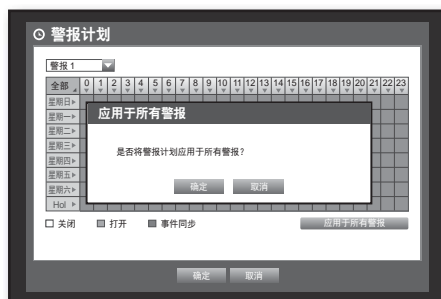 警报计划
警报 1
全部 0 1 2 3 4 5 6 7 8 9 10 11 12 13 14 15 16 17 18 19 20 21 22 23
星期日
星期一
应用于所有警报
星期二
星期三
是否将警报计划应用于所有警报?
星期四
星期五
星期六
确定 取消
Hol
关闭 打开 事件同步 应用于所有警报
确定 取消